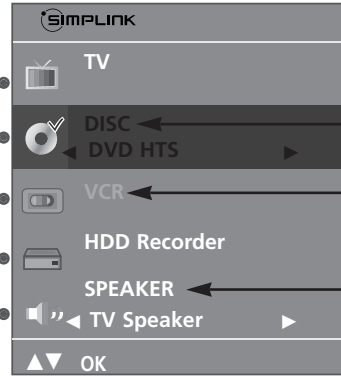 SIMPLINK
TV
DISC
◀ DVD HTS ▶
VCR
HDD Recorder
SPEAKER
◀ TV Speaker ▶
▲▼ OK